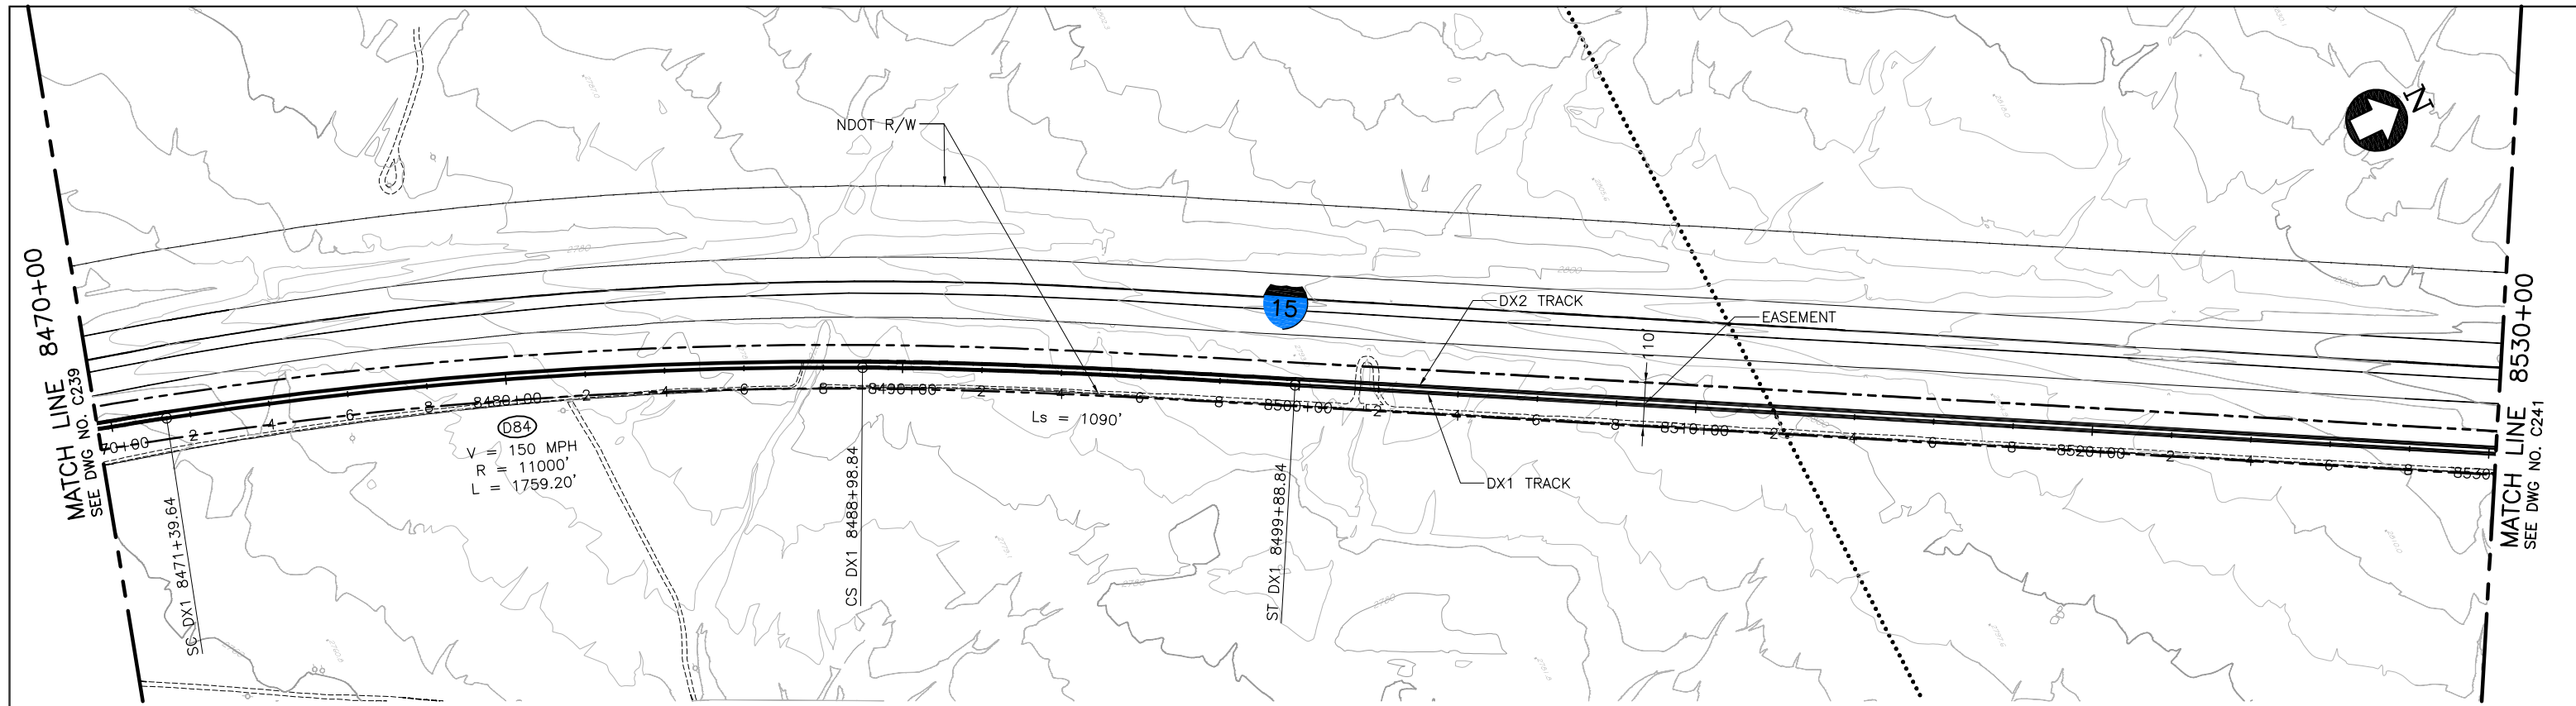 NDOT R/W
N
15
DX2 TRACK
EASEMENT
110'
DX1 TRACK
MATCH LINE 8470+00
SEE DWG NO. C239
MATCH LINE 8530+00
SEE DWG NO. C241
70+00 2 4 6 8 8480+00 2 4 6 8 8490+00 2 4 6 8 8500+00 2 4 6 8 8510+00 2 4 6 8 8520+00 2 4 6 8 8530
D84
V = 150 MPH
R = 11000'
L = 1759.20'
Ls = 1090'
SC DX1 8471+39.64
CS DX1 8488+98.84
ST DX1 8499+88.84
2780
2800
2780
2780